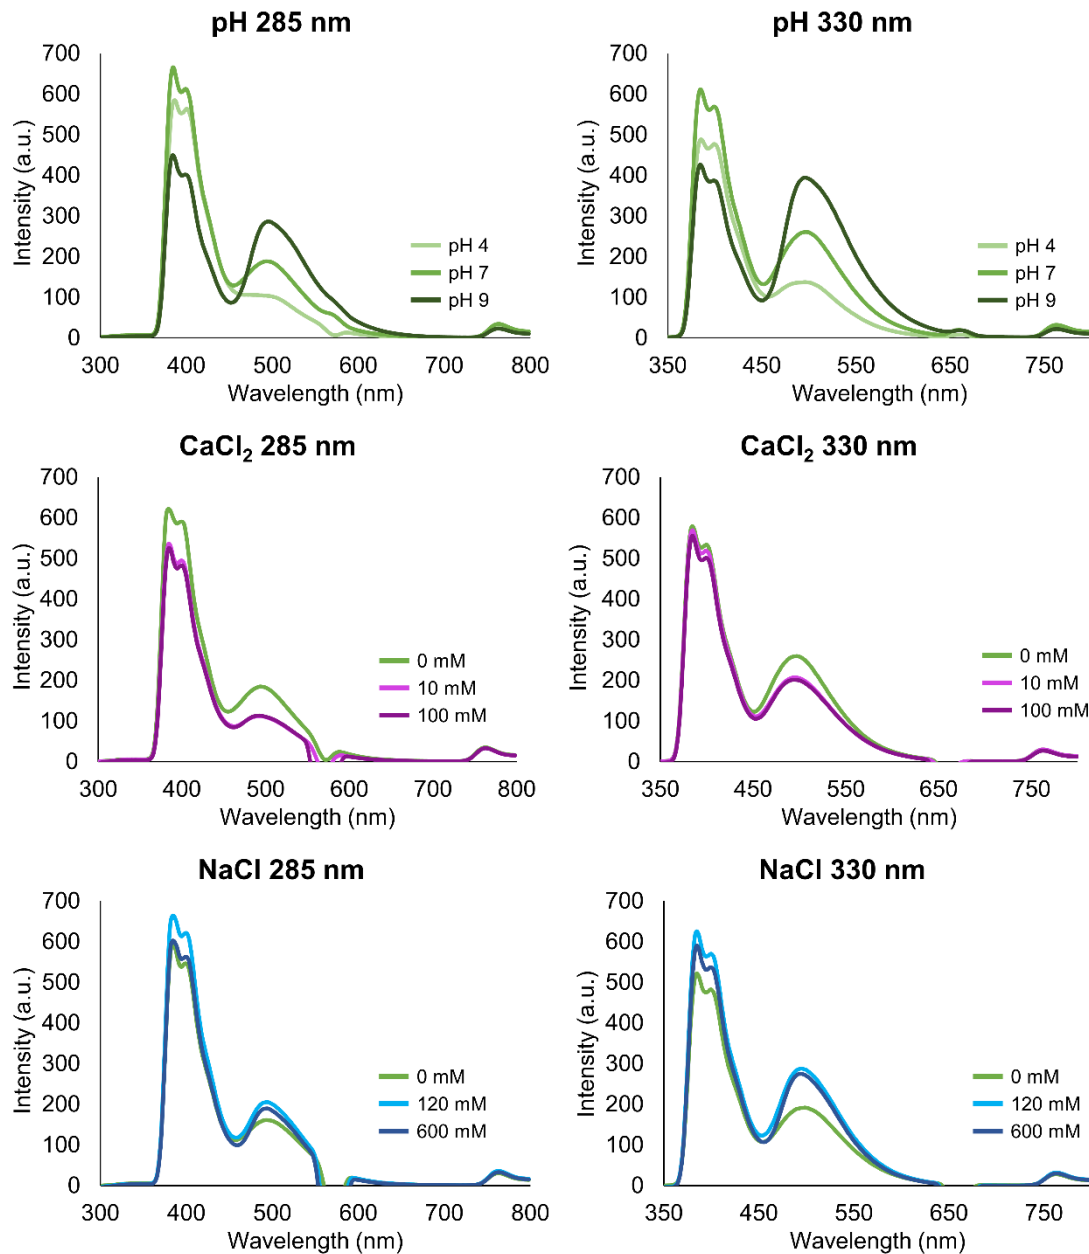 pH 285 nm
700
600
500
400
300
200
100
0
Intensity (a.u.)
pH 4
pH 7
pH 9
300 400 500 600 700 800
Wavelength (nm)
pH 330 nm
700
600
500
400
300
200
100
0
Intensity (a.u.)
pH 4
pH 7
pH 9
350 450 550 650 750
Wavelength (nm)
CaCl₂ 285 nm
700
600
500
400
300
200
100
0
Intensity (a.u.)
0 mM
10 mM
100 mM
300 400 500 600 700 800
Wavelength (nm)
CaCl₂ 330 nm
700
600
500
400
300
200
100
0
Intensity (a.u.)
0 mM
10 mM
100 mM
350 450 550 650 750
Wavelength (nm)
NaCl 285 nm
700
600
500
400
300
200
100
0
Intensity (a.u.)
0 mM
120 mM
600 mM
300 400 500 600 700 800
Wavelength (nm)
NaCl 330 nm
700
600
500
400
300
200
100
0
Intensity (a.u.)
0 mM
120 mM
600 mM
350 450 550 650 750
Wavelength (nm)